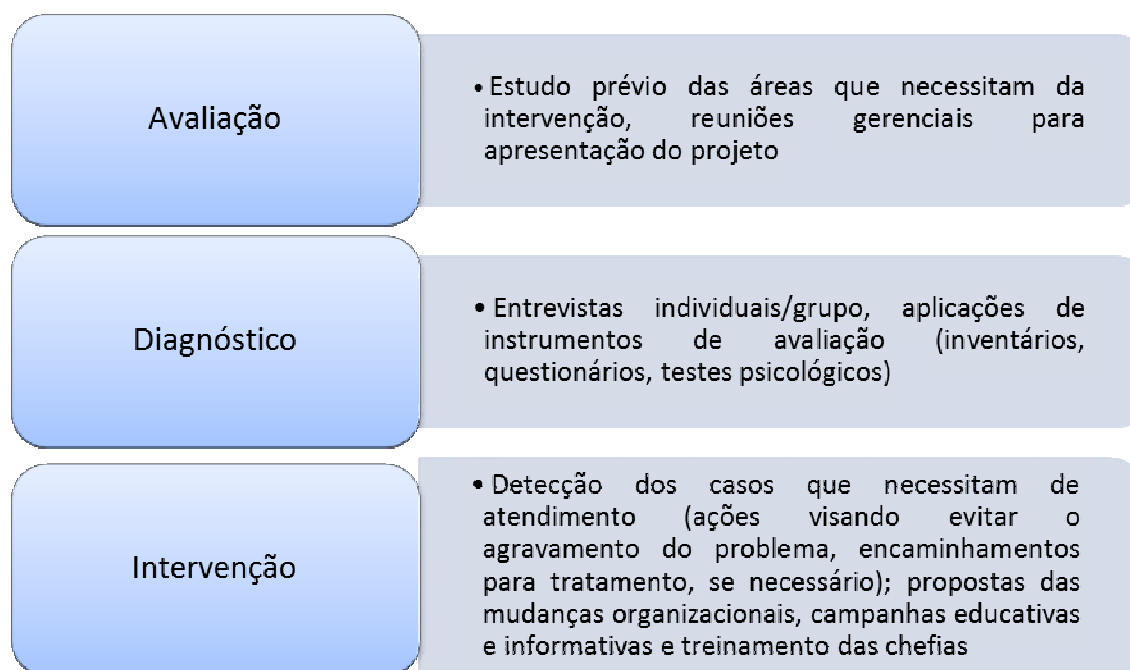 Avaliação
• Estudo prévio das áreas que necessitam da
intervenção, reuniões gerenciais para
apresentação do projeto
Diagnóstico
• Entrevistas individuais/grupo, aplicações de
instrumentos de avaliação (inventários,
questionários, testes psicológicos)
Intervenção
• Detecção dos casos que necessitam de
atendimento (ações visando evitar o
agravamento do problema, encaminhamentos
para tratamento, se necessário); propostas das
mudanças organizacionais, campanhas educativas
e informativas e treinamento das chefias